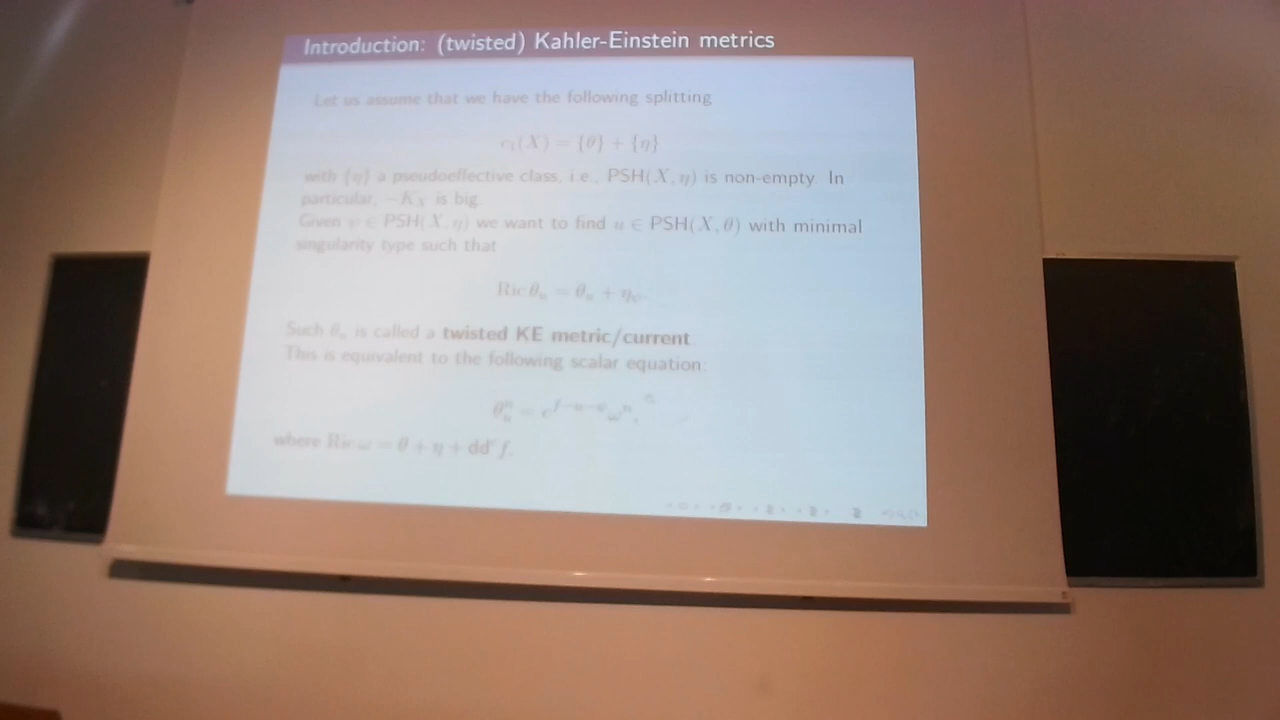 Introduction: (twisted) Kahler-Einstein metrics
Let us assume that we have the following splitting
c₁(X) = {θ} + {η}
with {η} a pseudoeffective class, i.e., PSH(X, η) is non-empty. In
particular, −K_X is big.
Given ψ ∈ PSH(X, η) we want to find u ∈ PSH(X, θ) with minimal
singularity type such that
Ric θ_u = θ_u + η_ψ.
Such θ_u is called a twisted KE metric/current.
This is equivalent to the following scalar equation:
θ_u^n = e^{f−u−ψ} ω^n,
where Ric ω = θ + η + dd^c f.